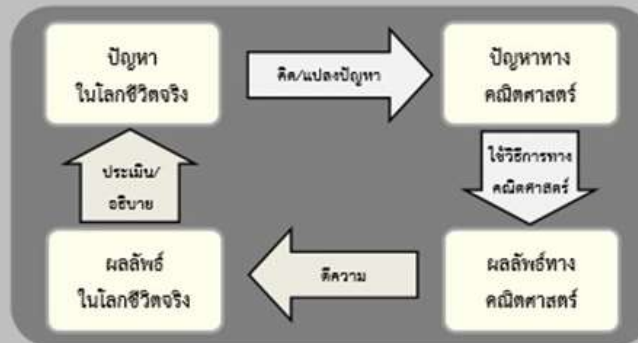 ปัญหา
ในโลกชีวิตจริง
คิด/แปลงปัญหา
ปัญหาทาง
คณิตศาสตร์
ใช้วิธีการทาง
คณิตศาสตร์
ผลลัพธ์ทาง
คณิตศาสตร์
ตีความ
ผลลัพธ์
ในโลกชีวิตจริง
ประเมิน/
อธิบาย